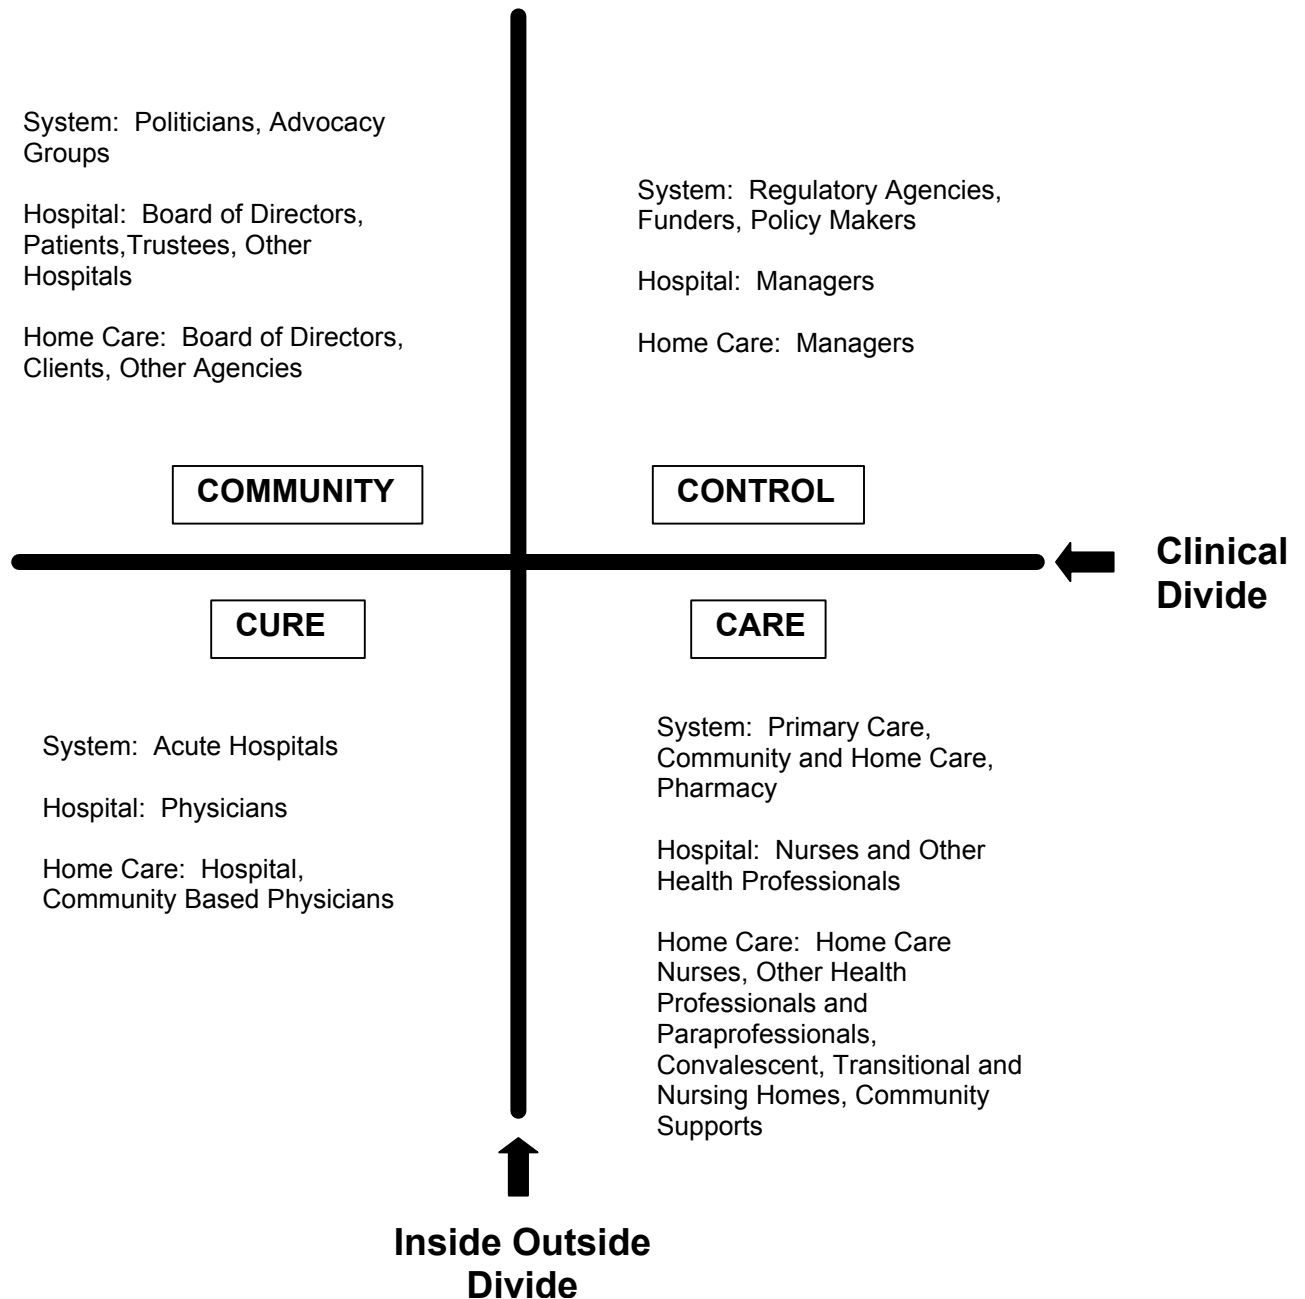 System:  Politicians, Advocacy
Groups
Hospital:  Board of Directors,
Patients,Trustees, Other
Hospitals
Home Care:  Board of Directors,
Clients, Other Agencies
COMMUNITY
System:  Regulatory Agencies,
Funders, Policy Makers
Hospital:  Managers
Home Care:  Managers
CONTROL
Clinical
Divide
CURE
System:  Acute Hospitals
Hospital:  Physicians
Home Care:  Hospital,
Community Based Physicians
CARE
System:  Primary Care,
Community and Home Care,
Pharmacy
Hospital:  Nurses and Other
Health Professionals
Home Care:  Home Care
Nurses, Other Health
Professionals and
Paraprofessionals,
Convalescent, Transitional and
Nursing Homes, Community
Supports
Inside Outside
Divide